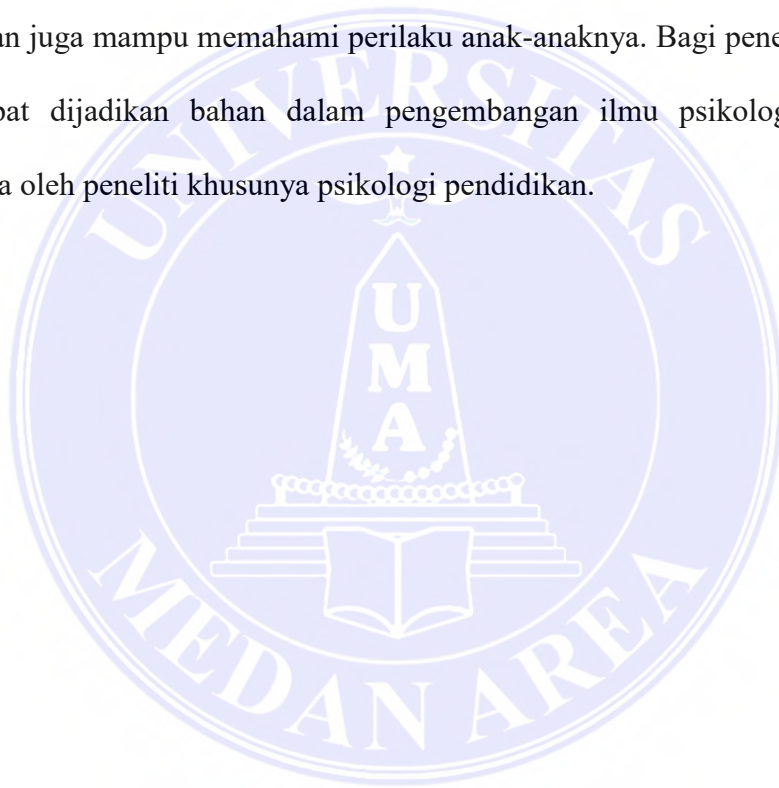 an juga mampu memahami perilaku anak-anaknya. Bagi pene
pat dijadikan bahan dalam pengembangan ilmu psikolog
a oleh peneliti khusunya psikologi pendidikan.
UNIVERSITAS
UMA
MEDAN AREA